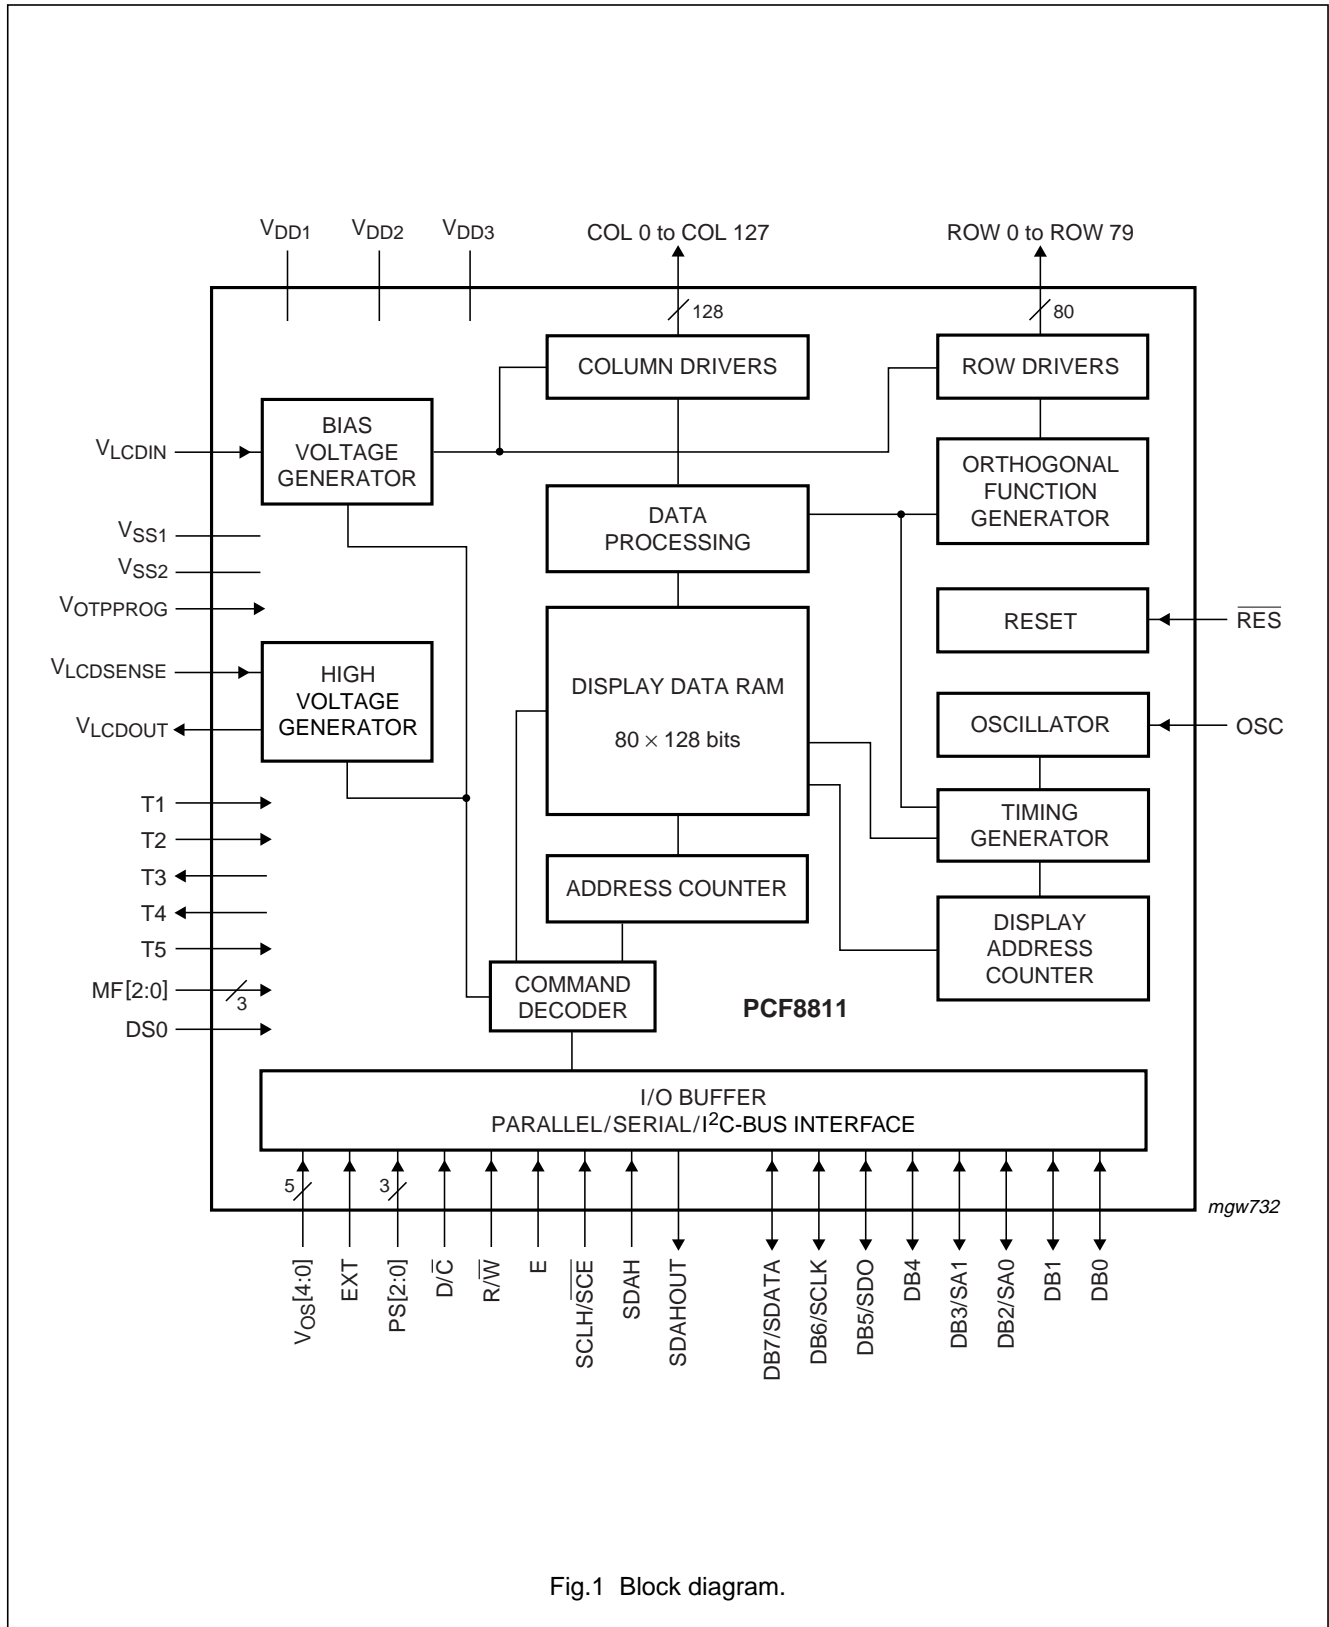 VDD1 VDD2 VDD3 COL 0 to COL 127 ROW 0 to ROW 79
128 80
COLUMN DRIVERS
ROW DRIVERS
BIAS
VOLTAGE
GENERATOR
VLCDIN
ORTHOGONAL
FUNCTION
GENERATOR
DATA
PROCESSING
VSS1
VSS2
VOTPPROG
RESET
RES
VLCDSENSE
VLCDOUT
HIGH
VOLTAGE
GENERATOR
DISPLAY DATA RAM
80 × 128 bits
OSCILLATOR
OSC
T1
T2
T3
T4
T5
MF[2:0]
3
DS0
TIMING
GENERATOR
ADDRESS COUNTER
DISPLAY
ADDRESS
COUNTER
COMMAND
DECODER
PCF8811
I/O BUFFER
PARALLEL/SERIAL/I2C-BUS INTERFACE
5 3
mgw732
VOS[4:0]
EXT
PS[2:0]
D/C̅
R/W̅
E
SCLH/S̅C̅E̅
SDAH
SDAHOUT
DB7/SDATA
DB6/SCLK
DB5/SDO
DB4
DB3/SA1
DB2/SA0
DB1
DB0
Fig.1 Block diagram.